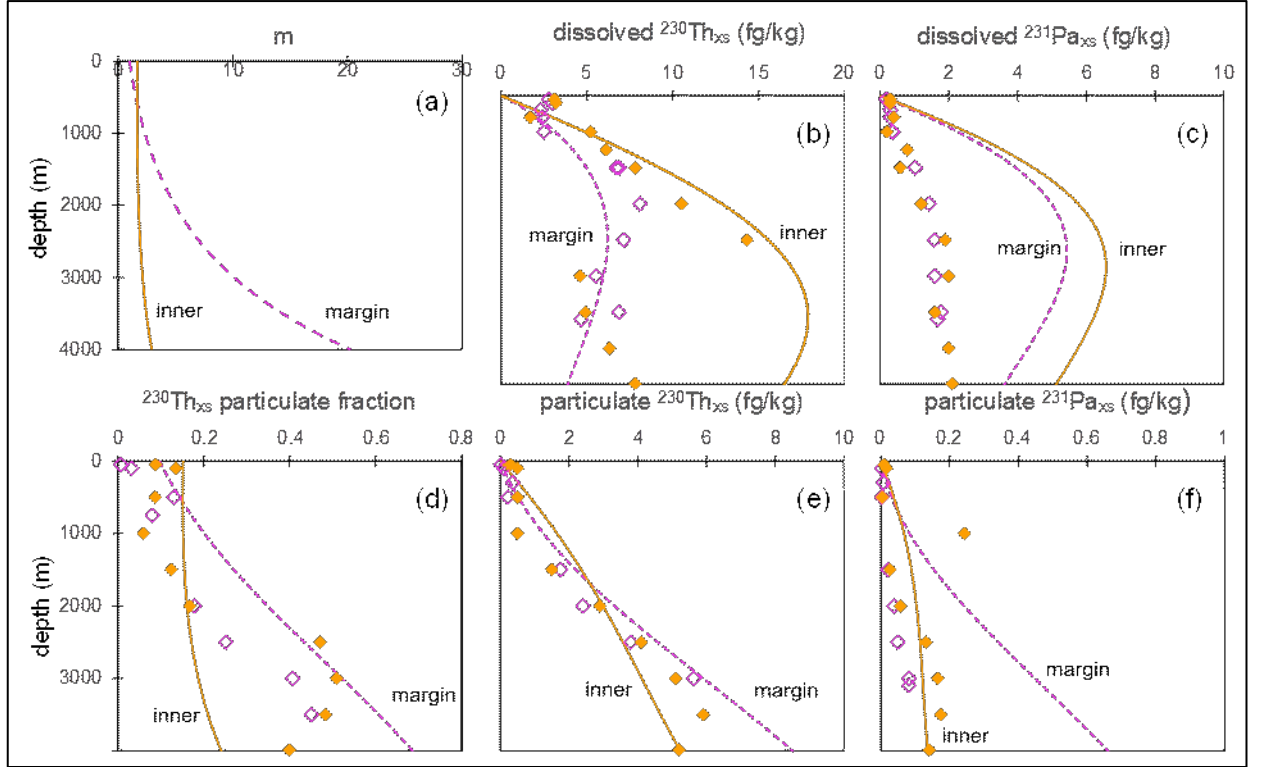 m
dissolved ²³⁰Thxs (fg/kg)
dissolved ²³¹Paxs (fg/kg)
0 10 20 30
0 5 10 15 20
0 2 4 6 8 10
0
1000
2000
3000
4000
depth (m)
(a)
(b)
(c)
inner
margin
margin
inner
margin
inner
²³⁰Thxs particulate fraction
particulate ²³⁰Thxs (fg/kg)
particulate ²³¹Paxs (fg/kg)
0 0.2 0.4 0.6 0.8
0 2 4 6 8 10
0 0.2 0.4 0.6 0.8 1
0
1000
2000
3000
depth (m)
(d)
(e)
(f)
inner
margin
inner
margin
inner
margin